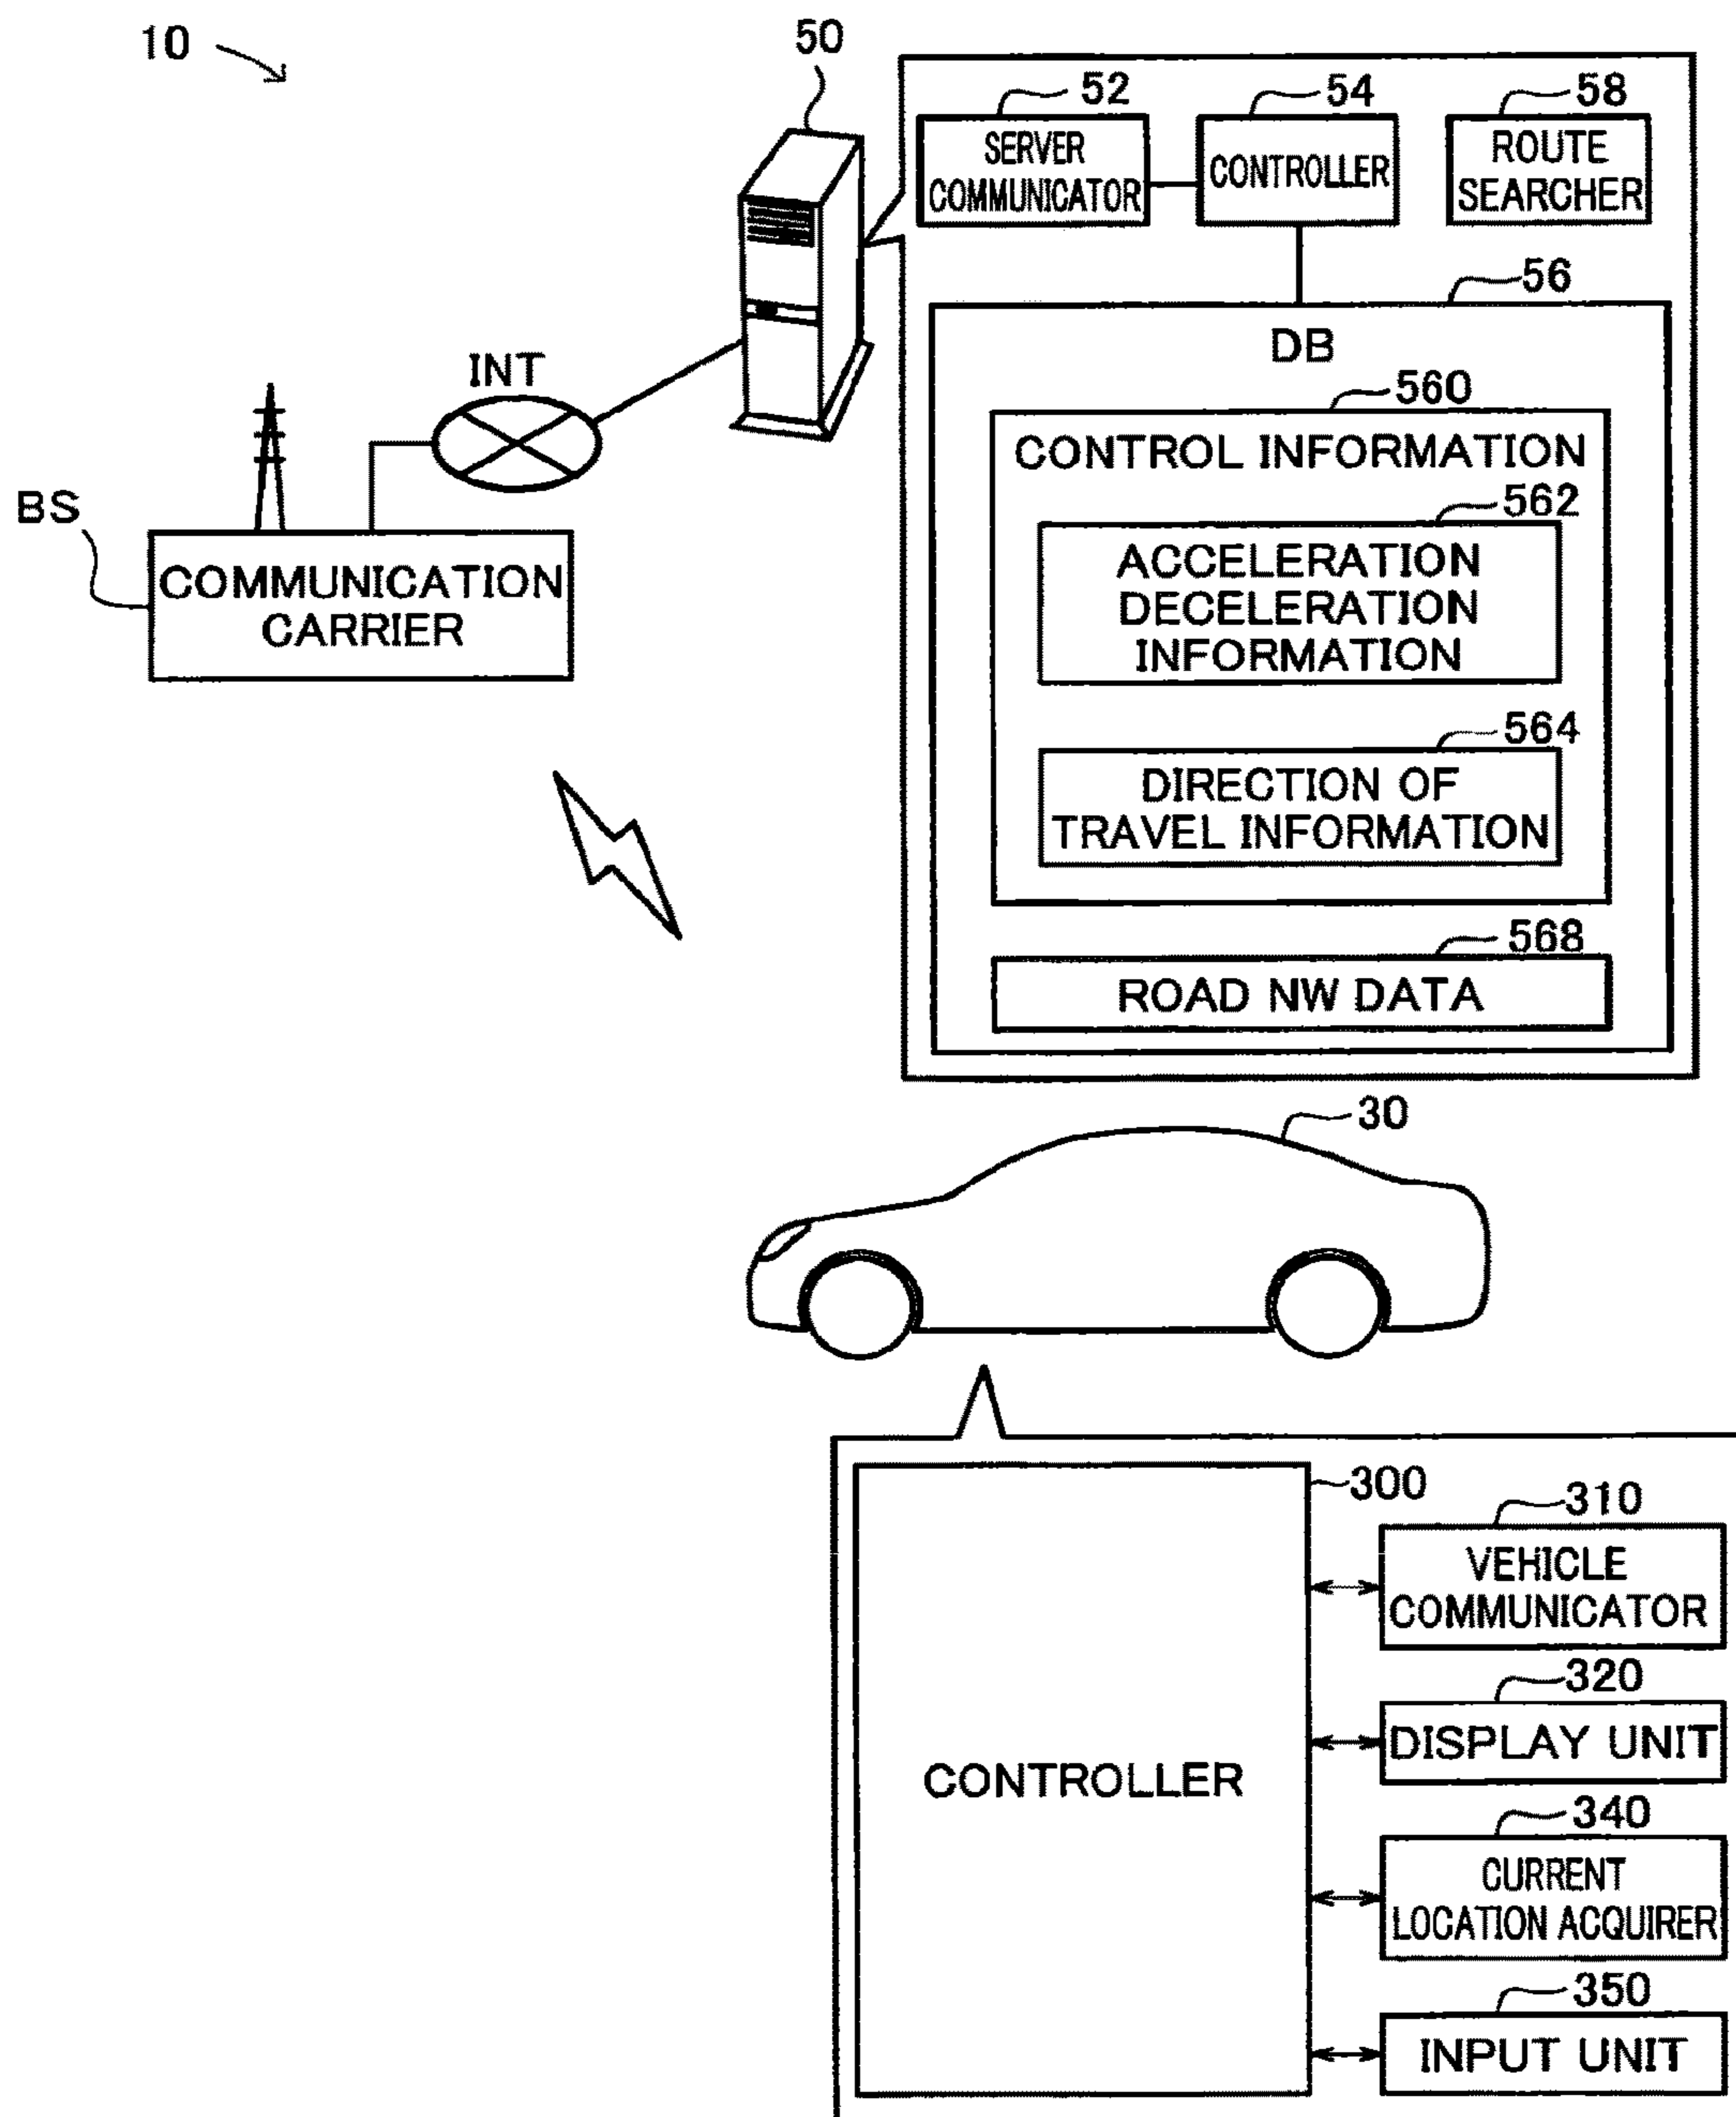 10
50
52
SERVER
COMMUNICATOR
54
CONTROLLER
58
ROUTE
SEARCHER
56
DB
560
CONTROL INFORMATION
562
ACCELERATION
DECELERATION
INFORMATION
564
DIRECTION OF
TRAVEL INFORMATION
568
ROAD NW DATA
INT
BS
COMMUNICATION
CARRIER
30
300
CONTROLLER
310
VEHICLE
COMMUNICATOR
320
DISPLAY UNIT
340
CURRENT
LOCATION ACQUIRER
350
INPUT UNIT